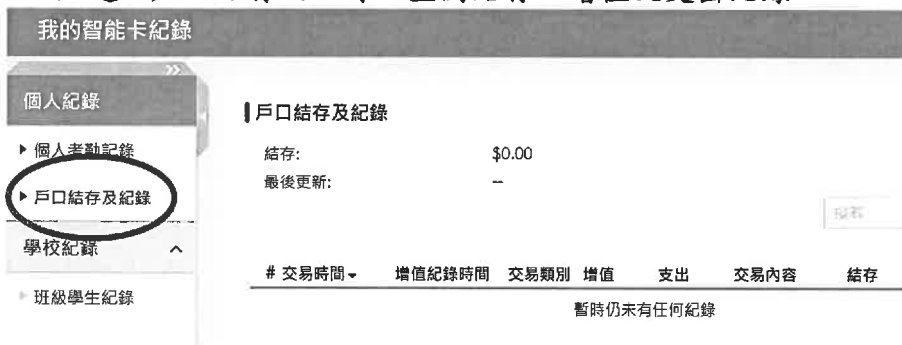 我的智能卡紀錄
個人紀錄
戶口結存及紀錄
個人考勤記錄
結存: $0.00
最後更新: --
戶口結存及紀錄
學校紀錄
# 交易時間 增值紀錄時間 交易類別 增值 支出 交易內容 結存
班級學生紀錄
暫時仍未有任何紀錄